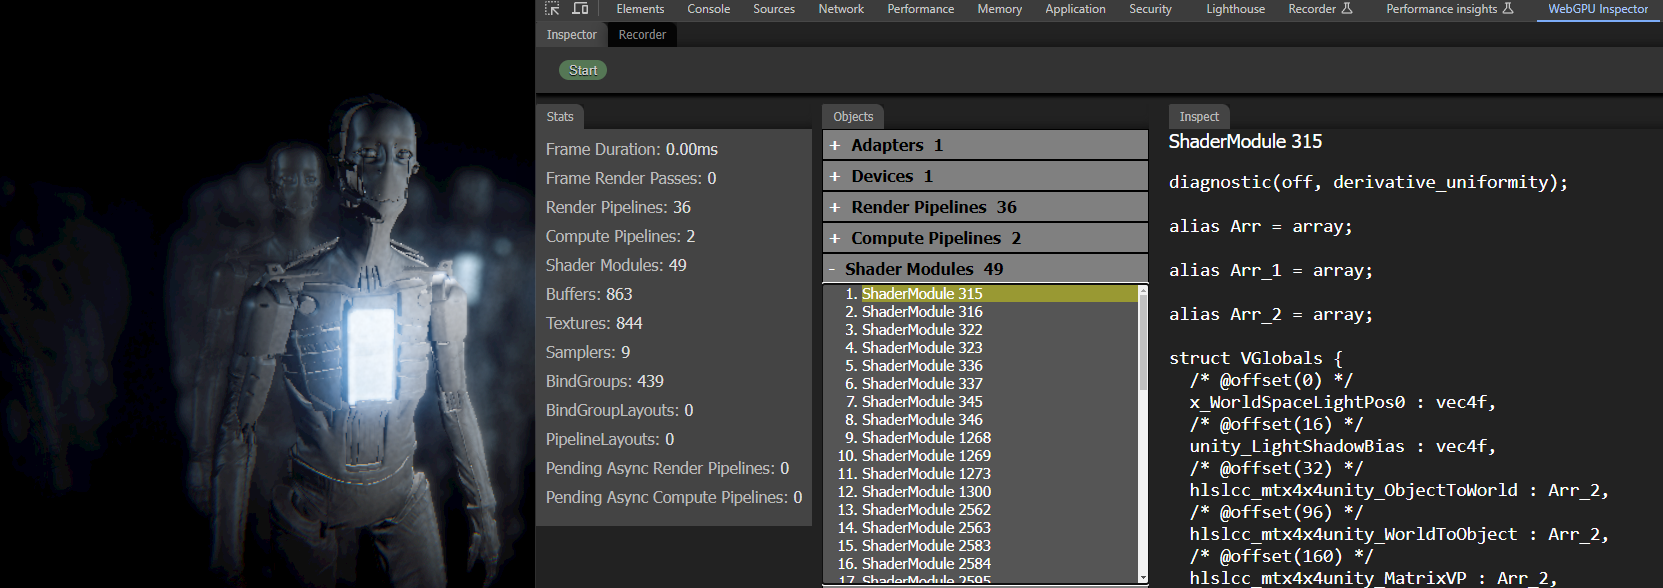 Elements Console Sources Network Performance Memory Application Security Lighthouse Recorder Performance insights WebGPU Inspector
Inspector Recorder
Start
Stats
Frame Duration: 0.00ms
Frame Render Passes: 0
Render Pipelines: 36
Compute Pipelines: 2
Shader Modules: 49
Buffers: 863
Textures: 844
Samplers: 9
BindGroups: 439
BindGroupLayouts: 0
PipelineLayouts: 0
Pending Async Render Pipelines: 0
Pending Async Compute Pipelines: 0
Objects
+ Adapters 1
+ Devices 1
+ Render Pipelines 36
+ Compute Pipelines 2
- Shader Modules 49
1. ShaderModule 315
2. ShaderModule 316
3. ShaderModule 322
4. ShaderModule 323
5. ShaderModule 336
6. ShaderModule 337
7. ShaderModule 345
8. ShaderModule 346
9. ShaderModule 1268
10. ShaderModule 1269
11. ShaderModule 1273
12. ShaderModule 1300
13. ShaderModule 2562
14. ShaderModule 2563
15. ShaderModule 2583
16. ShaderModule 2584
17. ShaderModule 2595
Inspect
ShaderModule 315
diagnostic(off, derivative_uniformity);
alias Arr = array;
alias Arr_1 = array;
alias Arr_2 = array;
struct VGlobals {
/* @offset(0) */
x_WorldSpaceLightPos0 : vec4f,
/* @offset(16) */
unity_LightShadowBias : vec4f,
/* @offset(32) */
hlslcc_mtx4x4unity_ObjectToWorld : Arr_2,
/* @offset(96) */
hlslcc_mtx4x4unity_WorldToObject : Arr_2,
/* @offset(160) */
hlslcc_mtx4x4unity_MatrixVP : Arr_2,